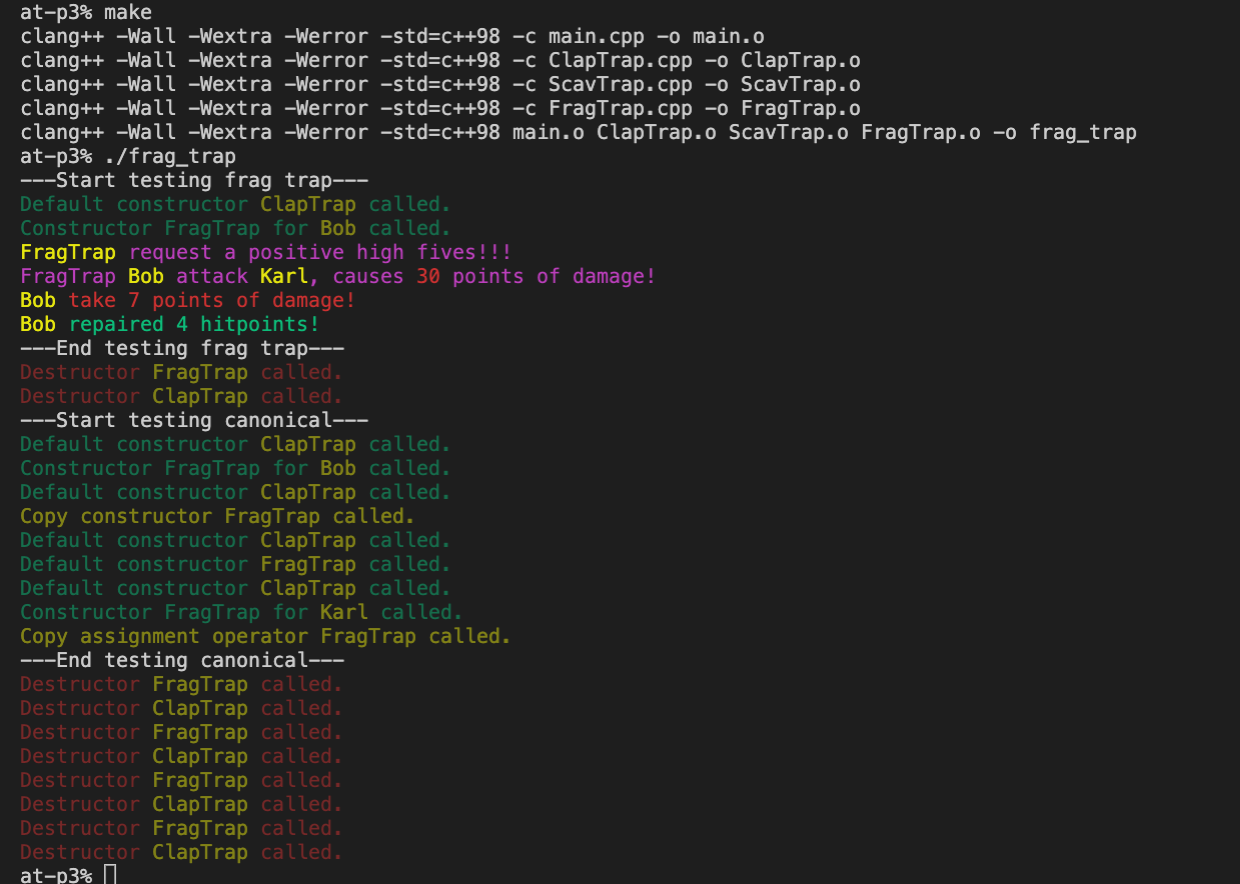 at-p3% make
clang++ -Wall -Wextra -Werror -std=c++98 -c main.cpp -o main.o
clang++ -Wall -Wextra -Werror -std=c++98 -c ClapTrap.cpp -o ClapTrap.o
clang++ -Wall -Wextra -Werror -std=c++98 -c ScavTrap.cpp -o ScavTrap.o
clang++ -Wall -Wextra -Werror -std=c++98 -c FragTrap.cpp -o FragTrap.o
clang++ -Wall -Wextra -Werror -std=c++98 main.o ClapTrap.o ScavTrap.o FragTrap.o -o frag_trap
at-p3% ./frag_trap
---Start testing frag trap---
Default constructor ClapTrap called.
Constructor FragTrap for Bob called.
FragTrap request a positive high fives!!!
FragTrap Bob attack Karl, causes 30 points of damage!
Bob take 7 points of damage!
Bob repaired 4 hitpoints!
---End testing frag trap---
Destructor FragTrap called.
Destructor ClapTrap called.
---Start testing canonical---
Default constructor ClapTrap called.
Constructor FragTrap for Bob called.
Default constructor ClapTrap called.
Copy constructor FragTrap called.
Default constructor ClapTrap called.
Default constructor FragTrap called.
Default constructor ClapTrap called.
Constructor FragTrap for Karl called.
Copy assignment operator FragTrap called.
---End testing canonical---
Destructor FragTrap called.
Destructor ClapTrap called.
Destructor FragTrap called.
Destructor ClapTrap called.
Destructor FragTrap called.
Destructor ClapTrap called.
Destructor FragTrap called.
Destructor ClapTrap called.
at-p3%